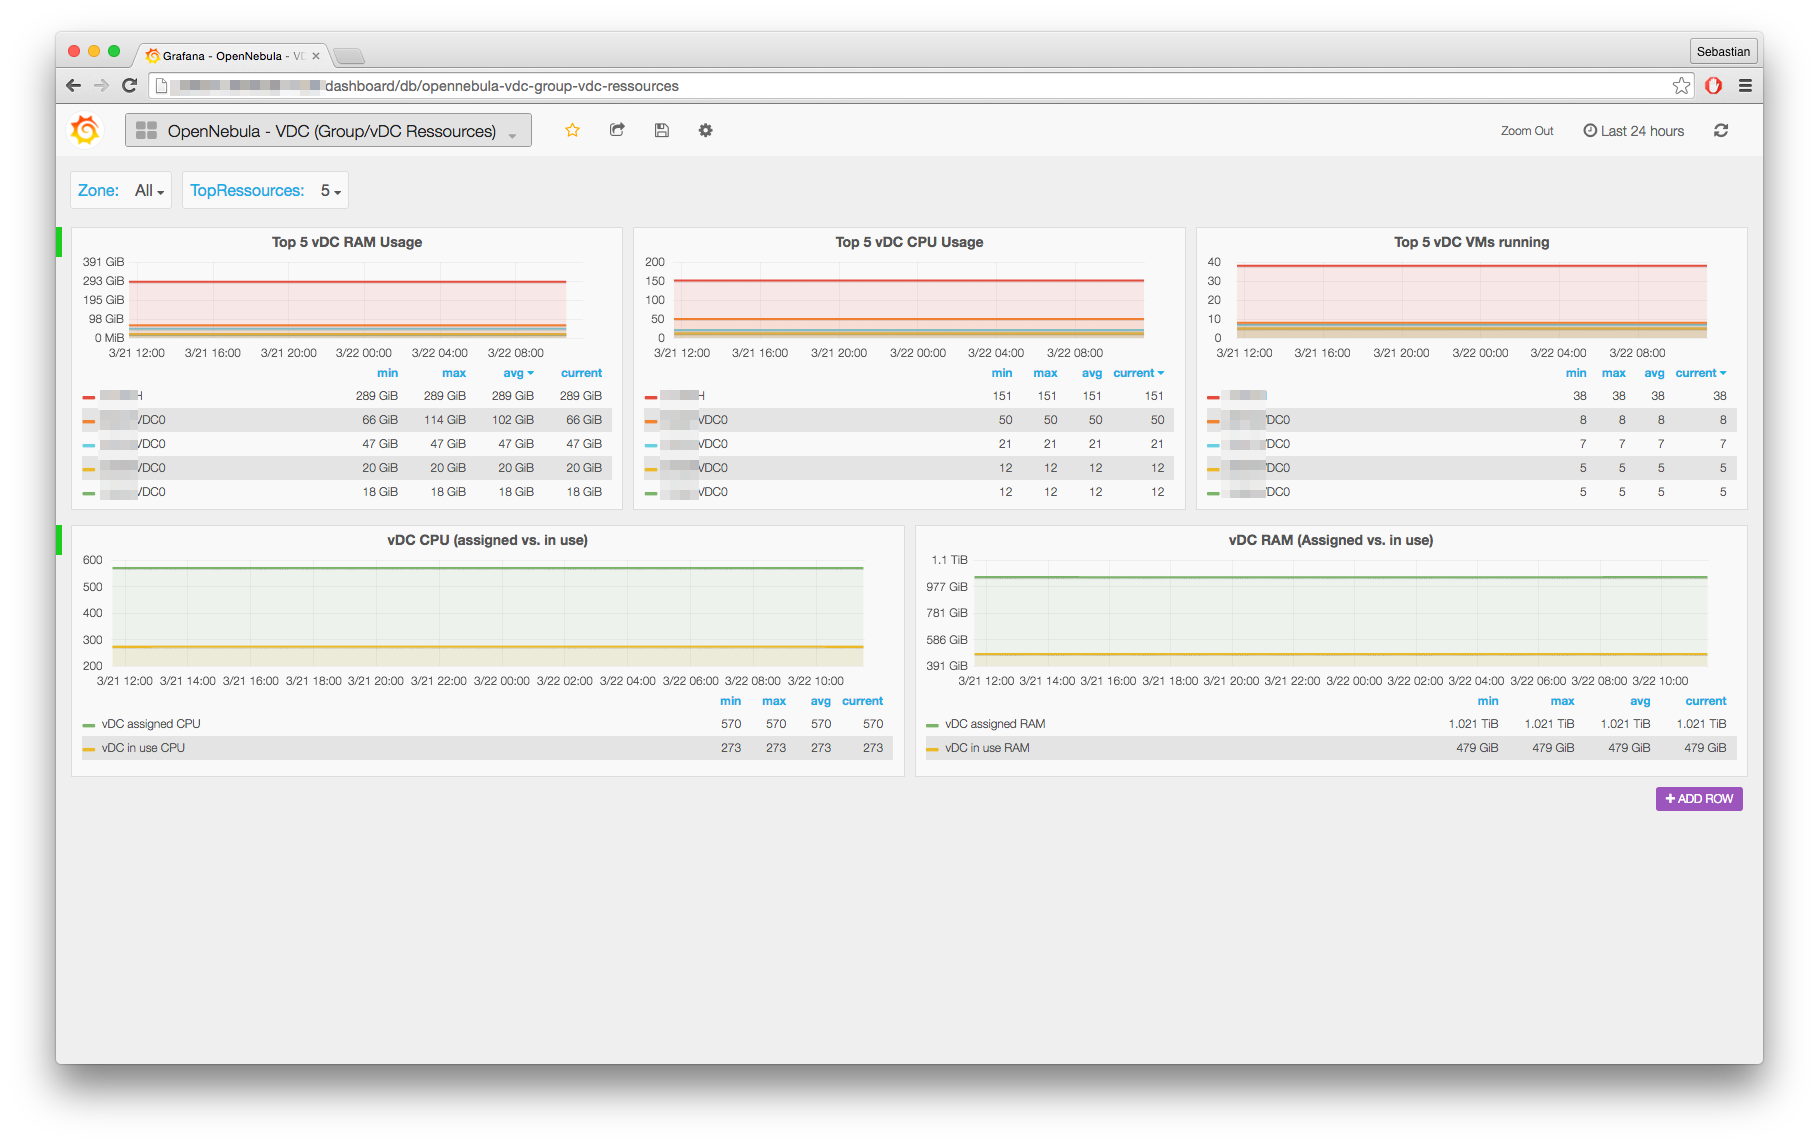 Grafana - OpenNebula - VD
Sebastian
dashboard/db/opennebula-vdc-group-vdc-ressources
OpenNebula - VDC (Group/vDC Ressources)
Zoom Out
Last 24 hours
Zone: All
TopRessources: 5
Top 5 vDC RAM Usage
391 GiB
293 GiB
195 GiB
98 GiB
0 MiB
3/21 12:00 3/21 16:00 3/21 20:00 3/22 00:00 3/22 04:00 3/22 08:00
min max avg current
H 289 GiB 289 GiB 289 GiB 289 GiB
/DC0 66 GiB 114 GiB 102 GiB 66 GiB
/DC0 47 GiB 47 GiB 47 GiB 47 GiB
/DC0 20 GiB 20 GiB 20 GiB 20 GiB
/DC0 18 GiB 18 GiB 18 GiB 18 GiB
Top 5 vDC CPU Usage
200
150
100
50
0
3/21 12:00 3/21 16:00 3/21 20:00 3/22 00:00 3/22 04:00 3/22 08:00
min max avg current
H 151 151 151 151
VDC0 50 50 50 50
VDC0 21 21 21 21
VDC0 12 12 12 12
VDC0 12 12 12 12
Top 5 vDC VMs running
40
30
20
10
0
3/21 12:00 3/21 16:00 3/21 20:00 3/22 00:00 3/22 04:00 3/22 08:00
min max avg current
38 38 38 38
/DC0 8 8 8 8
/DC0 7 7 7 7
/DC0 5 5 5 5
/DC0 5 5 5 5
vDC CPU (assigned vs. in use)
600
500
400
300
200
3/21 12:00 3/21 14:00 3/21 16:00 3/21 18:00 3/21 20:00 3/21 22:00 3/22 00:00 3/22 02:00 3/22 04:00 3/22 06:00 3/22 08:00 3/22 10:00
min max avg current
vDC assigned CPU 570 570 570 570
vDC in use CPU 273 273 273 273
vDC RAM (Assigned vs. in use)
1.1 TiB
977 GiB
781 GiB
586 GiB
391 GiB
3/21 12:00 3/21 14:00 3/21 16:00 3/21 18:00 3/21 20:00 3/21 22:00 3/22 00:00 3/22 02:00 3/22 04:00 3/22 06:00 3/22 08:00 3/22 10:00
min max avg current
vDC assigned RAM 1.021 TiB 1.021 TiB 1.021 TiB 1.021 TiB
vDC in use RAM 479 GiB 479 GiB 479 GiB 479 GiB
+ ADD ROW